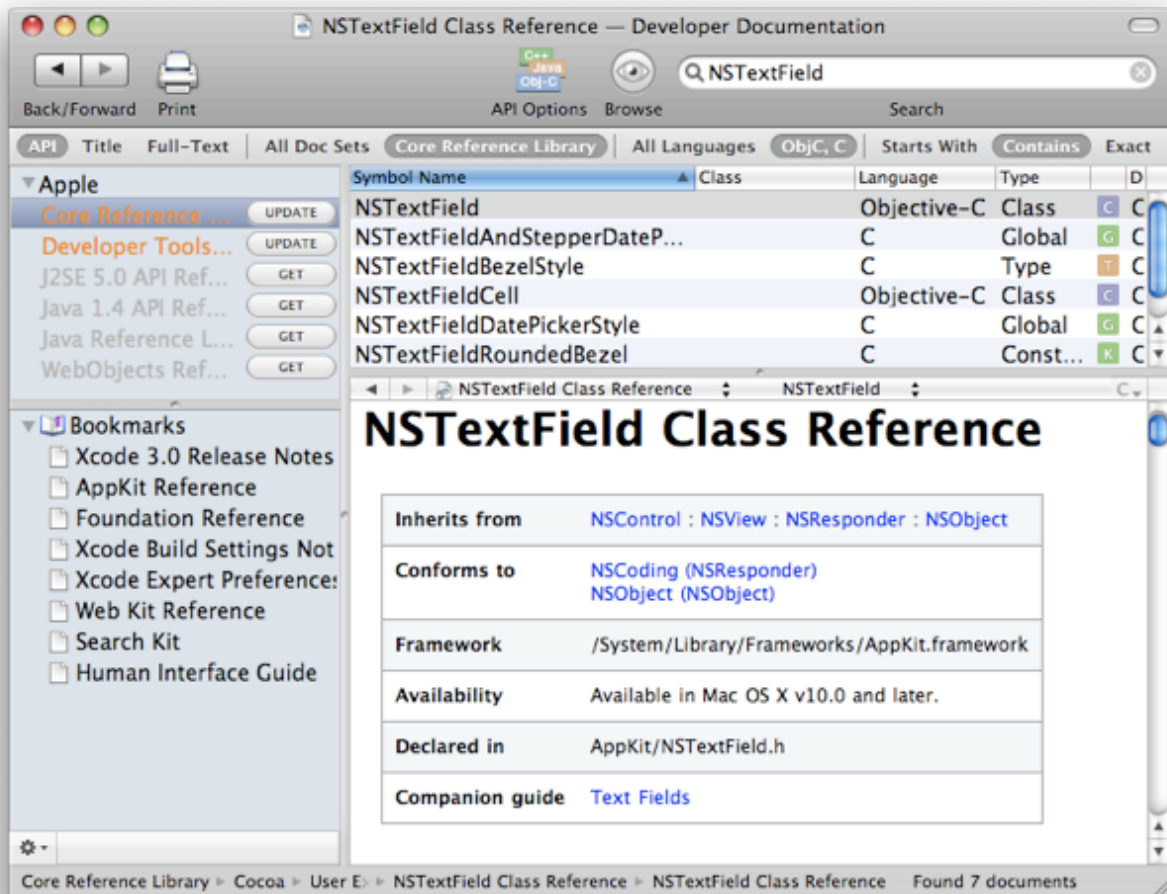 NSTextField Class Reference — Developer Documentation
C++
Java
Obj-C
NSTextField
Back/Forward Print API Options Browse Search
API Title Full-Text All Doc Sets Core Reference Library All Languages ObjC, C Starts With Contains Exact
Apple
Core Reference ... UPDATE
Developer Tools... UPDATE
J2SE 5.0 API Ref... GET
Java 1.4 API Ref... GET
Java Reference L... GET
WebObjects Ref... GET
Bookmarks
Xcode 3.0 Release Notes
AppKit Reference
Foundation Reference
Xcode Build Settings Not
Xcode Expert Preferences
Web Kit Reference
Search Kit
Human Interface Guide
Symbol Name Class Language Type D
NSTextField Objective-C Class C C
NSTextFieldAndStepperDateP... C Global G C
NSTextFieldBezelStyle C Type T C
NSTextFieldCell Objective-C Class C C
NSTextFieldDatePickerStyle C Global G C
NSTextFieldRoundedBezel C Const... K C
NSTextField Class Reference NSTextField C
NSTextField Class Reference
Inherits from NSControl : NSView : NSResponder : NSObject
Conforms to NSCoding (NSResponder)
NSObject (NSObject)
Framework /System/Library/Frameworks/AppKit.framework
Availability Available in Mac OS X v10.0 and later.
Declared in AppKit/NSTextField.h
Companion guide Text Fields
Core Reference Library Cocoa User E NSTextField Class Reference NSTextField Class Reference Found 7 documents